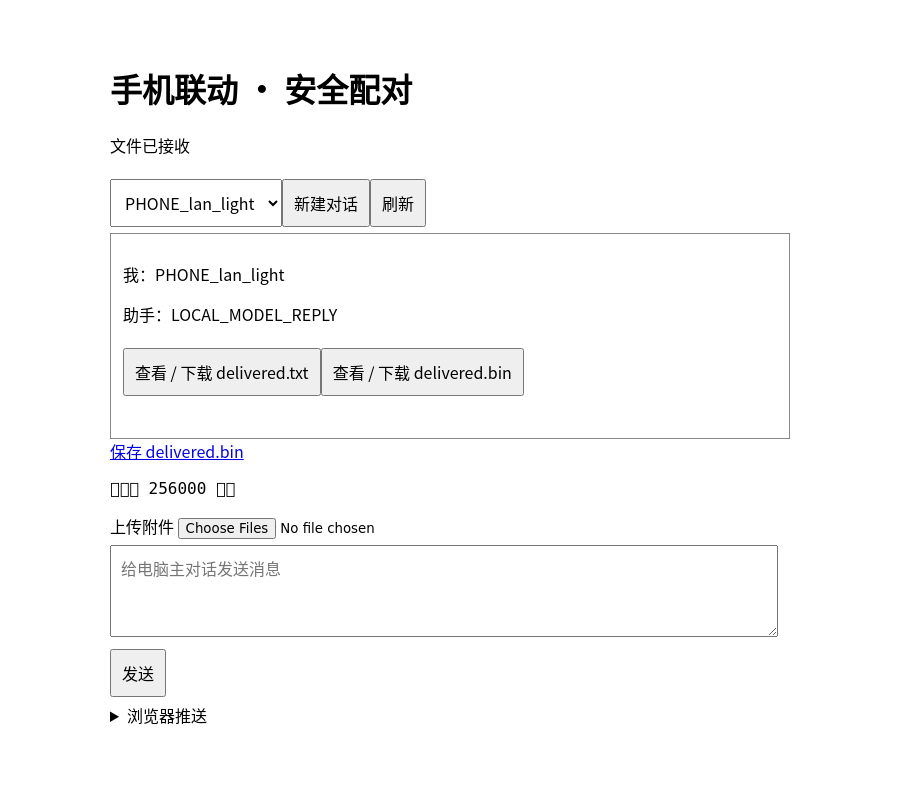 手机联动 · 安全配对
文件已接收
PHONE_lan_light 新建对话 刷新
我：PHONE_lan_light
助手：LOCAL_MODEL_REPLY
查看 / 下载 delivered.txt 查看 / 下载 delivered.bin
保存 delivered.bin
256000
上传附件 Choose Files No file chosen
给电脑主对话发送消息
发送
浏览器推送